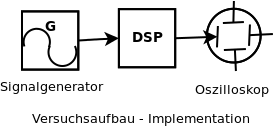 G
DSP
Signalgenerator
Oszilloskop
Versuchsaufbau - Implementation